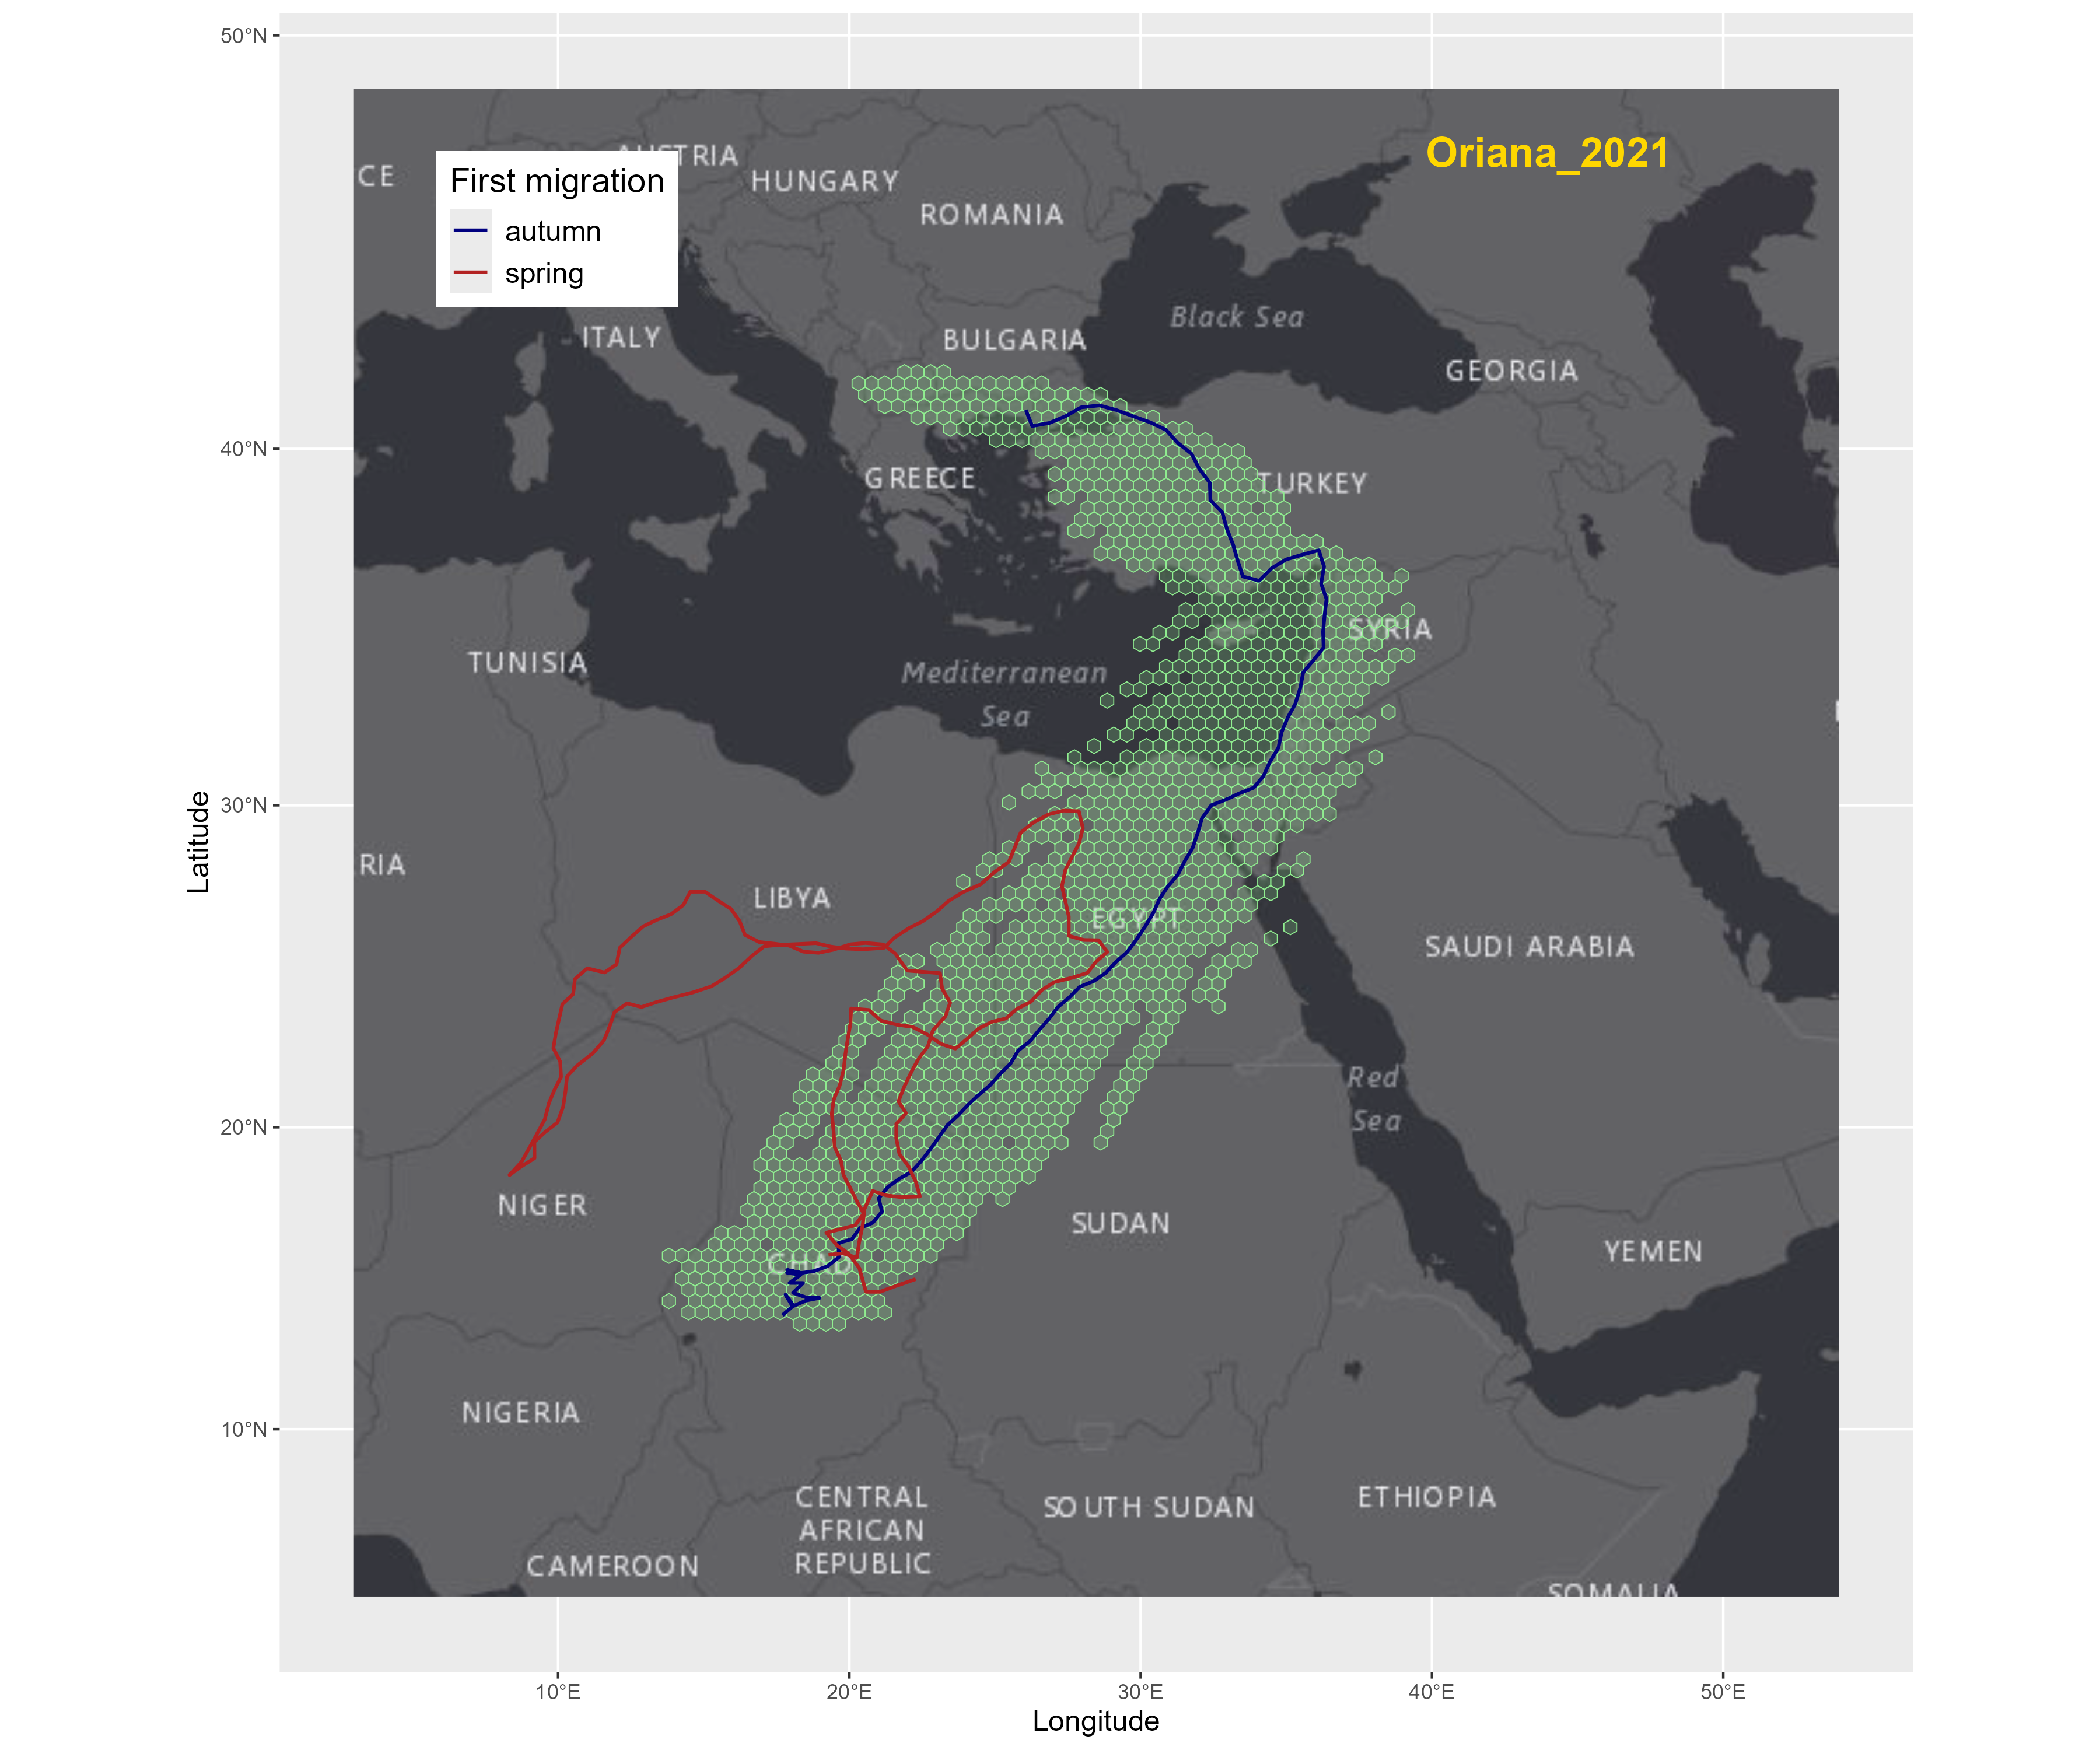 50°N
40°N
30°N
20°N
10°N
Latitude
10°E
20°E
30°E
40°E
50°E
Longitude
Oriana_2021
First migration
autumn
spring
CE
HUNGARY
ROMANIA
ITALY
BULGARIA
Black Sea
GEORGIA
GREECE
TURKEY
TUNISIA
Mediterranean
Sea
SYRIA
RIA
LIBYA
EGYPT
SAUDI ARABIA
Red
Sea
NIGER
CHAD
SUDAN
YEMEN
NIGERIA
CENTRAL
AFRICAN
REPUBLIC
SOUTH SUDAN
ETHIOPIA
CAMEROON